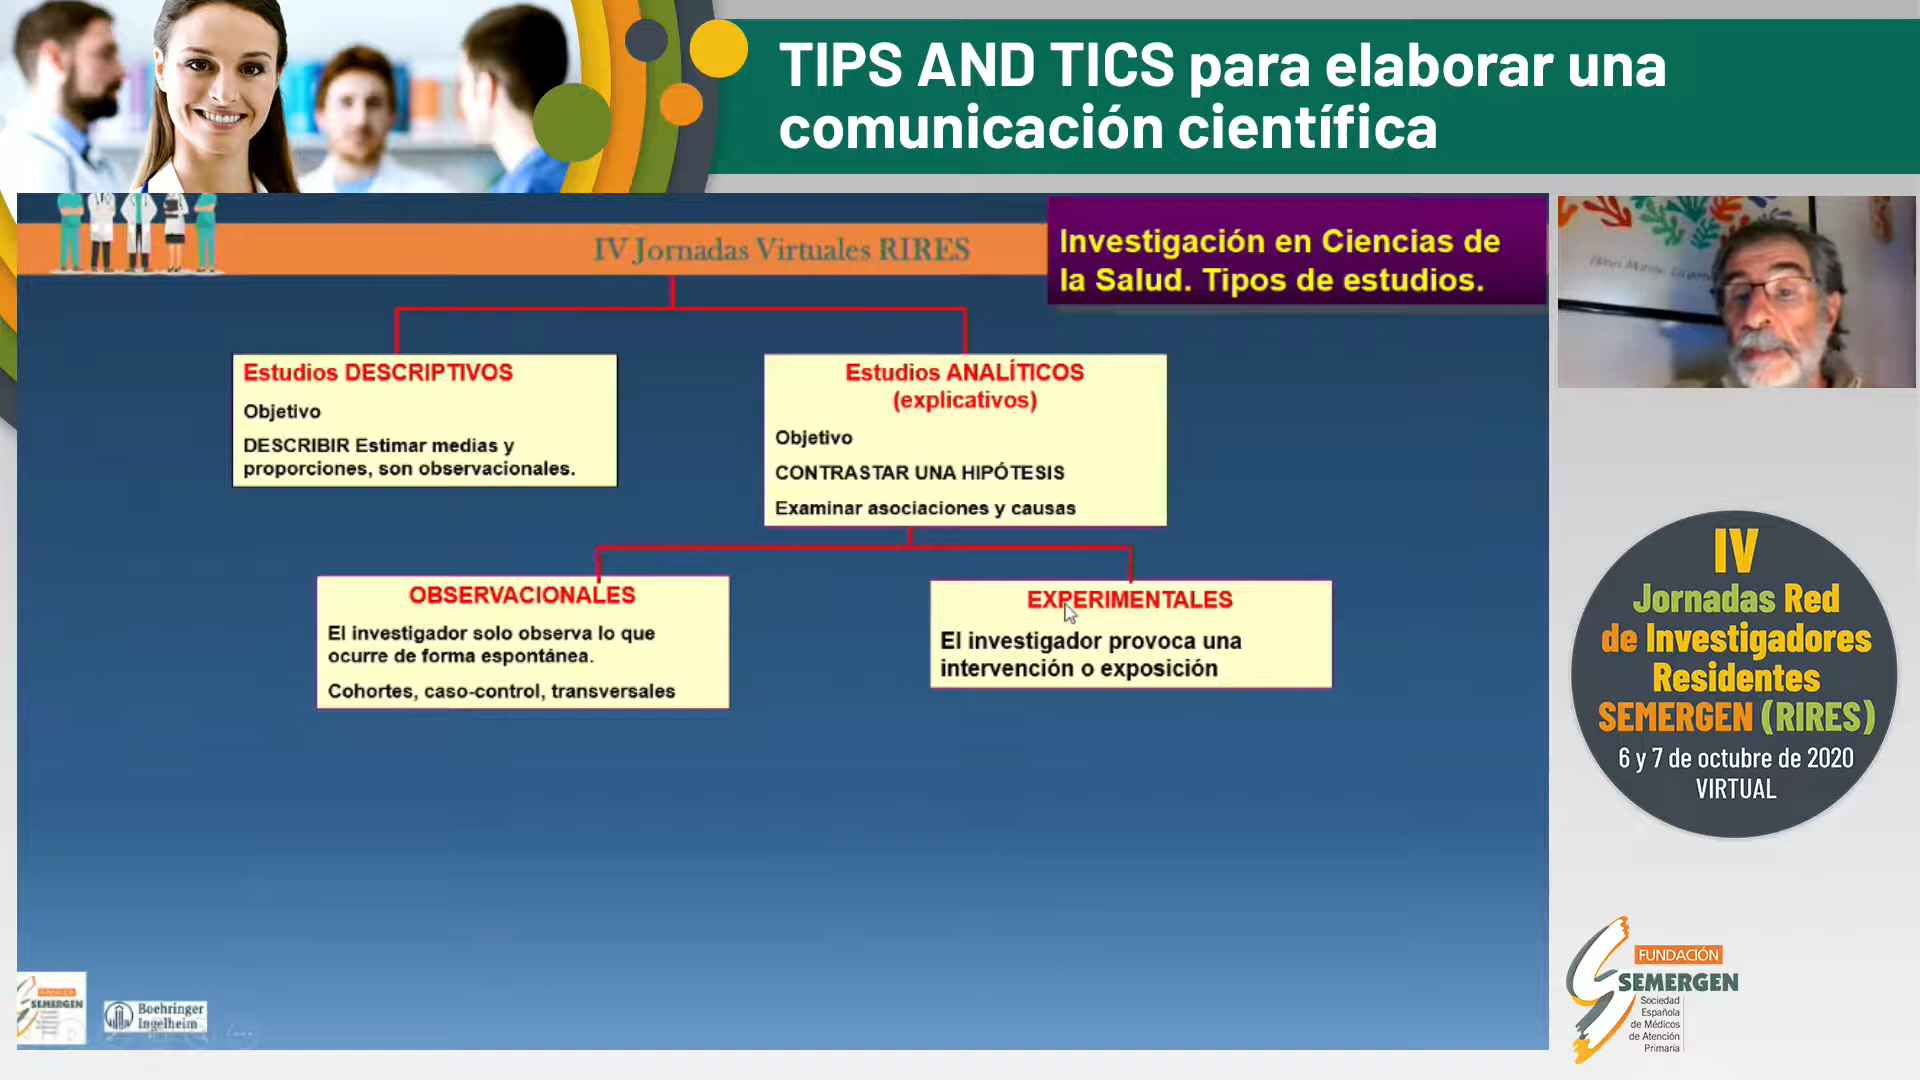 TIPS AND TICS para elaborar una
comunicación científica
IV Jornadas Virtuales RIRES
Investigación en Ciencias de
la Salud. Tipos de estudios.
Estudios DESCRIPTIVOS
Objetivo
DESCRIBIR Estimar medias y
proporciones, son observacionales.
Estudios ANALÍTICOS
(explicativos)
Objetivo
CONTRASTAR UNA HIPÓTESIS
Examinar asociaciones y causas
OBSERVACIONALES
El investigador solo observa lo que
ocurre de forma espontánea.
Cohortes, caso-control, transversales
EXPERIMENTALES
El investigador provoca una
intervención o exposición
IV
Jornadas Red
de Investigadores
Residentes
SEMERGEN (RIRES)
6 y 7 de octubre de 2020
VIRTUAL
FUNDACIÓN
SEMERGEN
Sociedad
Española
de Médicos
de Atención
Primaria
SEMERGEN
Boehringer
Ingelheim